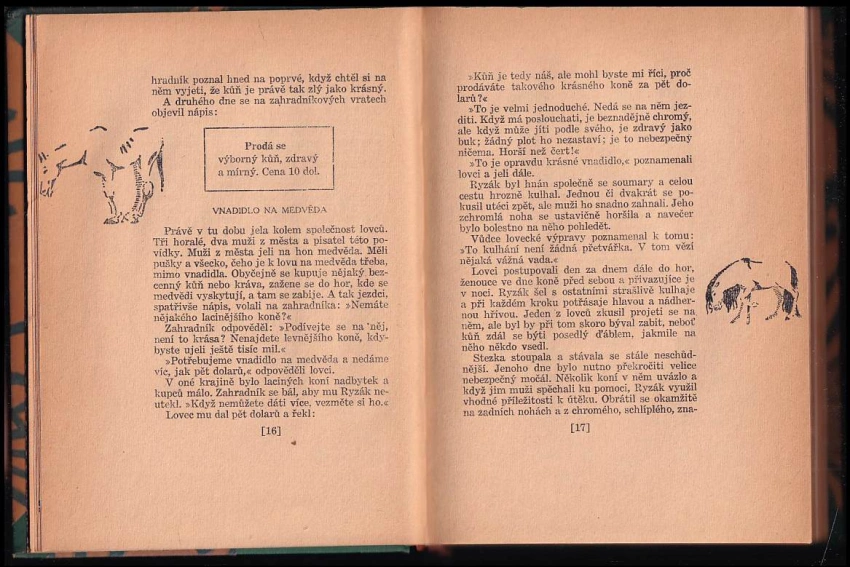 hradník poznal hned na poprvé, když chtěl si na
něm vyjeti, že kůň je právě tak zlý jako krásný.
A druhého dne se na zahradníkových vratech
objevil nápis:
Prodá se
výborný kůň, zdravý
a mírný. Cena 10 dol.
VNADIDLO NA MEDVĚDA
Právě v tu dobu jela kolem společnost lovců.
Tři horalé, dva muži z města a pisatel této po-
vídky. Muži z města jeli na hon medvěda. Měli
pušky a všecko, čeho je k lovu na medvěda třeba,
mimo vnadidla. Obyčejně se kupuje nějaký bez-
cenný kůň nebo kráva, zažene se do hor, kde se
medvědi vyskytují, a tam se zabije. A tak jezdci,
spatřivše nápis, volali na zahradníka: »Nemáte
nějakého lacinějšího koně?«
Zahradník odpověděl: »Podívejte se na něj,
není to krása? Nenajdete levnějšího koně, kdy-
byste ujeli ještě tisíc mil.«
»Potřebujeme vnadidlo na medvěda a nedáme
víc, jak pět dolarů,« odpověděli lovci.
V oné krajině bylo laciných koní nadbytek a
kupců málo. Zahradník se bál, aby mu Ryzák ne-
utekl. »Když nemůžete dáti více, vezměte si ho.«
Lovec mu dal pět dolarů a řekl:
[16]
»Kůň je tedy náš, ale mohl byste mi říci, proč
prodáváte takového krásného koně za pět do-
larů?«
»To je velmi jednoduché. Nedá se na něm jez-
diti. Když má poslouchati, je beznadějně chromý,
ale když může jíti podle svého, je zdravý jako
buk; žádný plot ho nezastaví; je to nebezpečný
ničema. Horší než čert!«
»To je opravdu krásné vnadidlo,« poznamenali
lovci a jeli dále.
Ryzák byl hnán společně se soumary a celou
cestu hrozně kulhal. Jednou či dvakrát se po-
kusil utéci zpět, ale muži ho snadno zahnali. Jeho
zchromlá noha se ustavičně horšila a navečer
bylo bolestno na něho pohledět.
Vůdce lovecké výpravy poznamenal k tomu:
»To kulhání není žádná přetvářka. V tom vězí
nějaká vážná vada.«
Lovci postupovali den za dnem dále do hor,
ženouce ve dne koně před sebou a přivazujíce je
v noci. Ryzák šel s ostatními strašlivě kulhaje
a při každém kroku potřásaje hlavou a nádher-
nou hřívou. Jeden z lovců zkusil projeti se na
něm, ale byl by při tom skoro býval zabit, neboť
kůň zdál se býti posedlý ďáblem, jakmile na
něho někdo vsedl.
Stezka stoupala a stávala se stále neschůd-
nější. Jenoho dne bylo nutno překročiti velice
nebezpečný močál. Několik koní v něm uvázlo a
když jim muži spěchali ku pomoci, Ryzák využil
vhodné příležitosti k útěku. Obrátil se okamžitě
na zadních nohách a z chromého, schlíplého, zna-
[17]